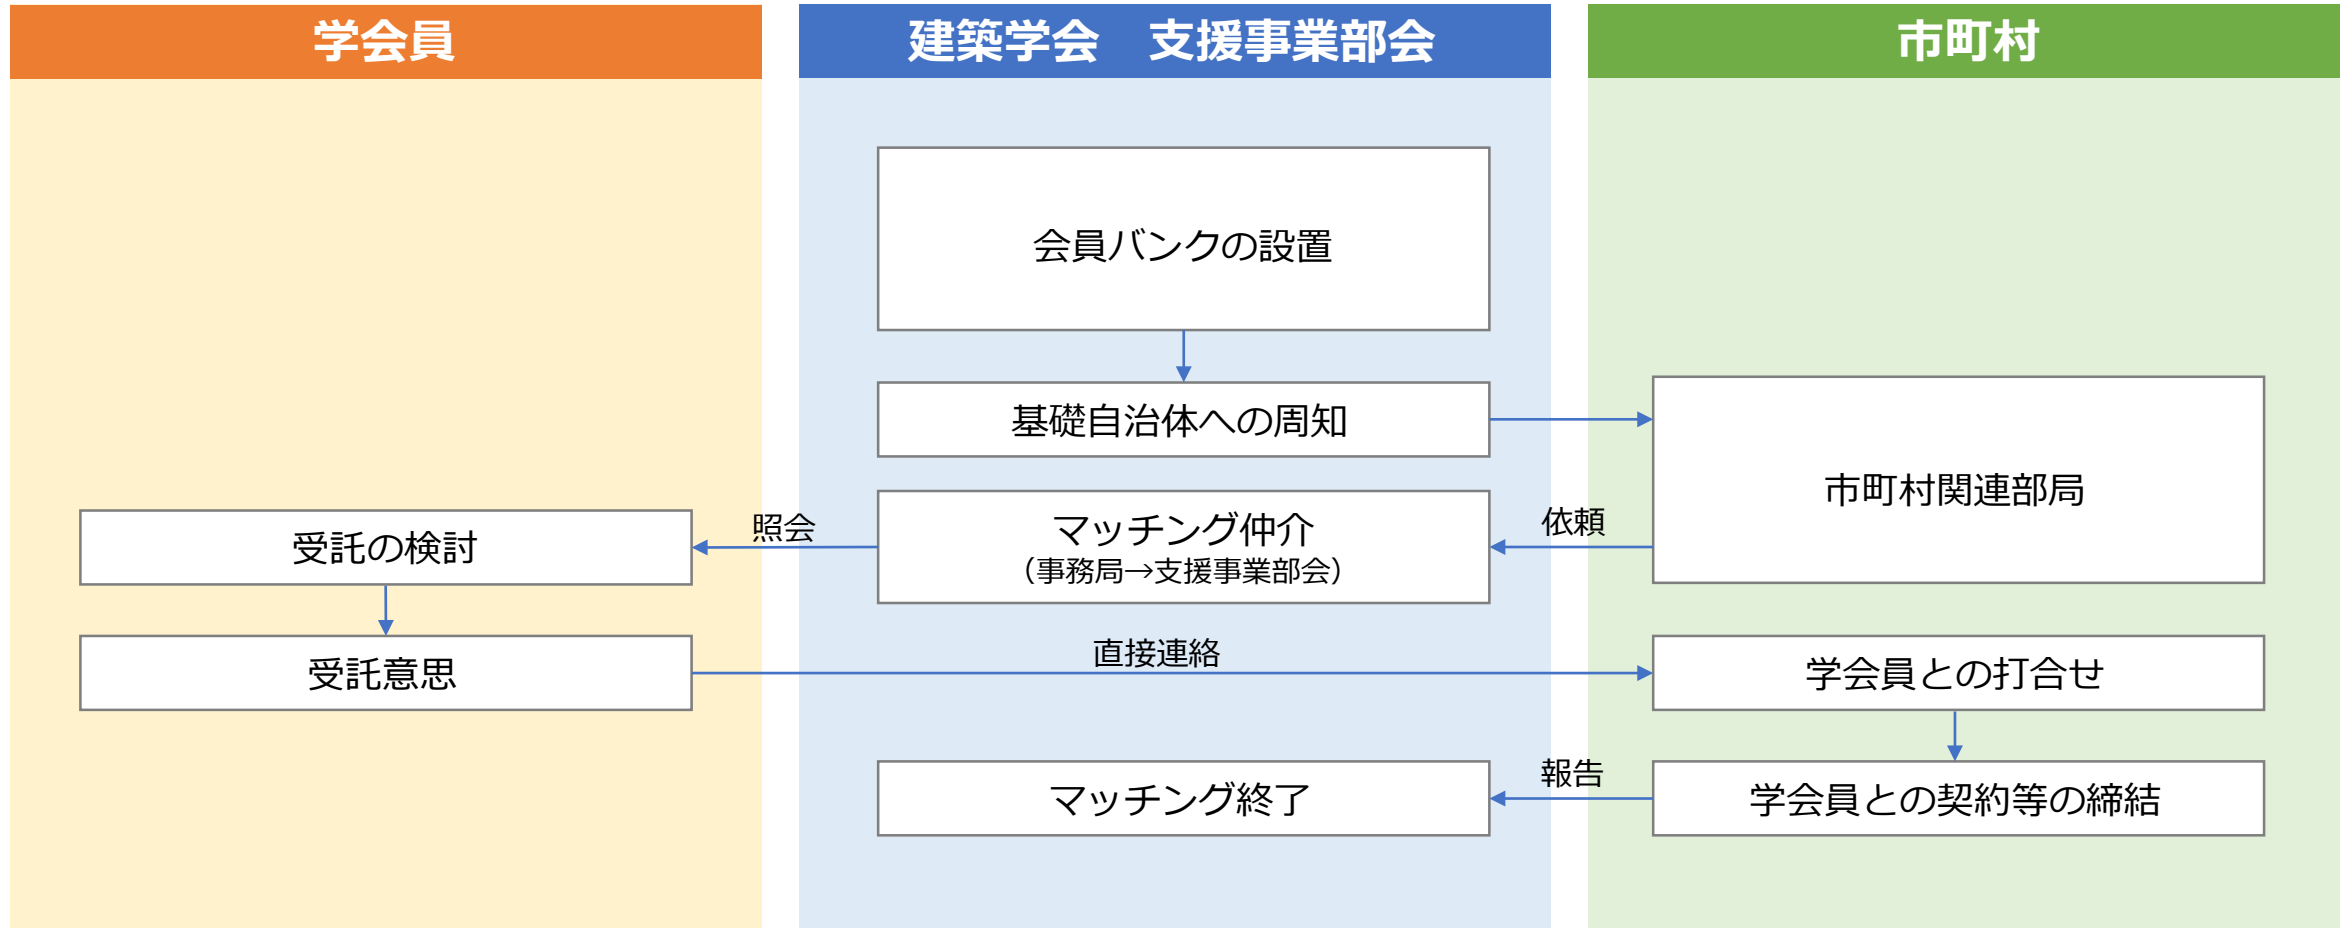 学会員
建築学会　支援事業部会
市町村
会員バンクの設置
基礎自治体への周知
市町村関連部局
依頼
マッチング仲介
（事務局→支援事業部会）
照会
受託の検討
受託意思
直接連絡
学会員との打合せ
学会員との契約等の締結
報告
マッチング終了